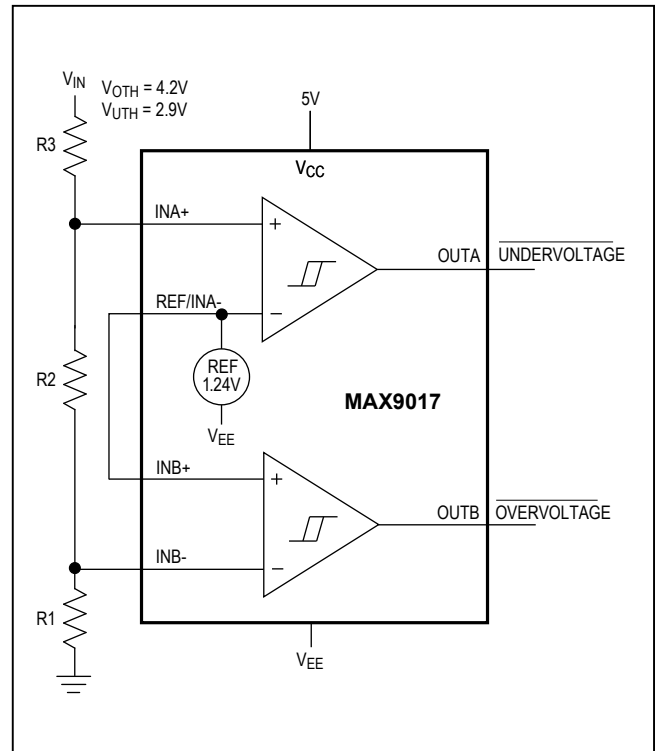 VIN
VOTH = 4.2V
VUTH = 2.9V
5V
R3
VCC
INA+
+
OUTA
UNDERVOLTAGE
REF/INA-
−
REF
1.24V
R2
MAX9017
VEE
INB+
+
OUTB
OVERVOLTAGE
INB-
−
R1
VEE